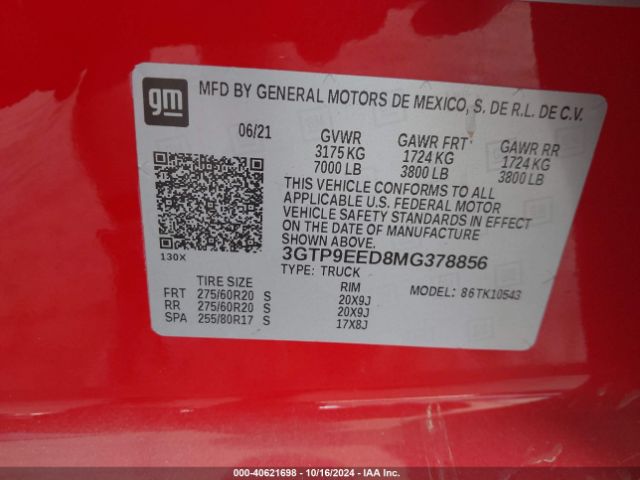 gm
MFD BY GENERAL MOTORS DE MEXICO, S. DE R.L. DE C.V.
06/21 GVWR GAWR FRT GAWR RR
3175 KG 1724 KG 1724 KG
7000 LB 3800 LB 3800 LB
THIS VEHICLE CONFORMS TO ALL
APPLICABLE U.S. FEDERAL MOTOR
VEHICLE SAFETY STANDARDS IN EFFECT
ON THE DATE OF MANUFACTURE
SHOWN ABOVE.
130X
3GTP9EED8MG378856
TYPE: TRUCK
TIRE SIZE RIM MODEL: 86TK10543
FRT 275/60R20 S 20X9J
RR 275/60R20 S 20X9J
SPA 255/80R17 S 17X8J
000-40621698 - 10/16/2024 - IAA Inc.